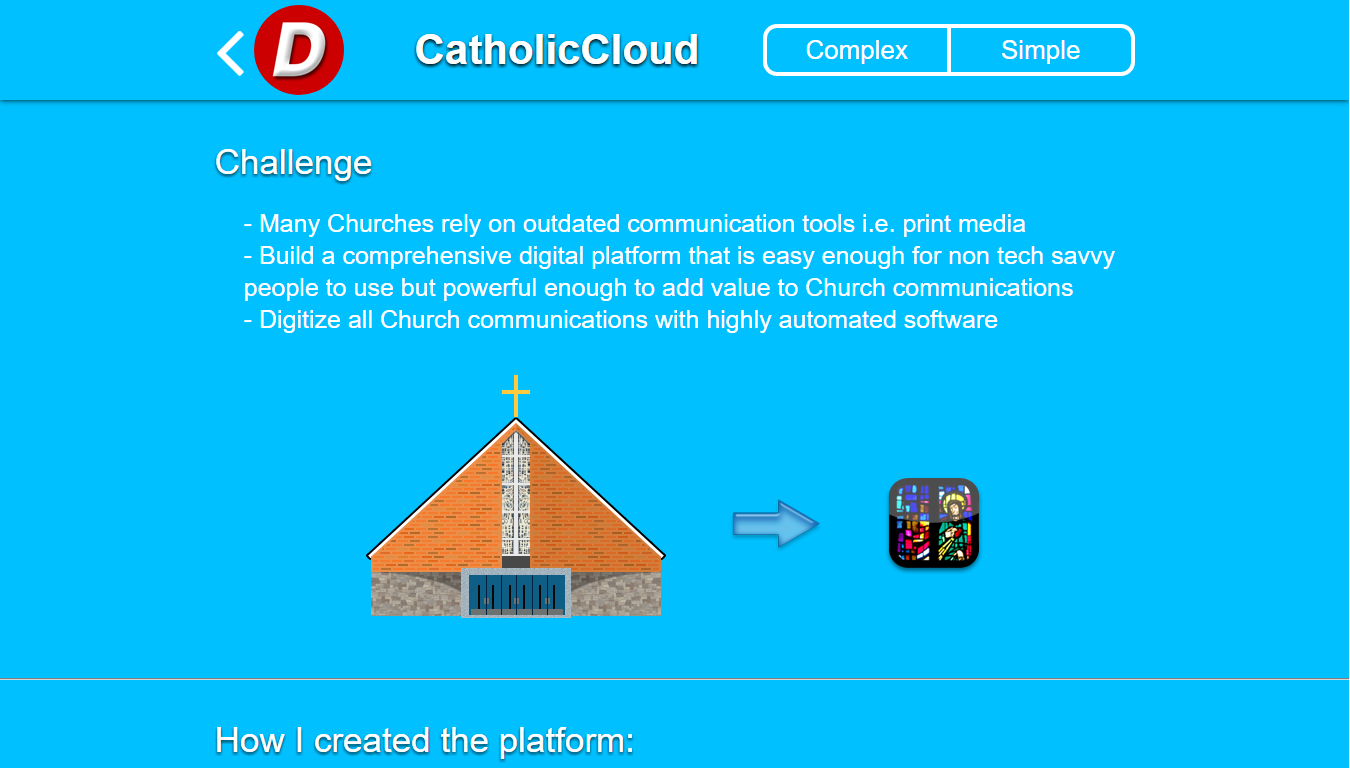 D
CatholicCloud
Complex
Simple
Challenge
- Many Churches rely on outdated communication tools i.e. print media
- Build a comprehensive digital platform that is easy enough for non tech savvy
people to use but powerful enough to add value to Church communications
- Digitize all Church communications with highly automated software
How I created the platform: